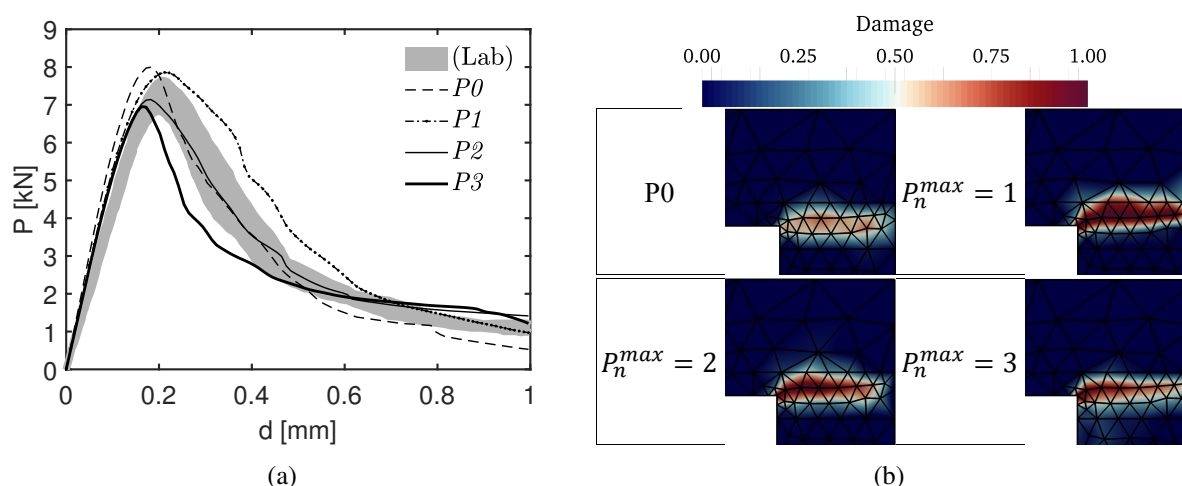 9
8
7
6
5
4
3
2
1
0
P [kN]
0 0.2 0.4 0.6 0.8 1
d [mm]
(Lab)
P0
P1
P2
P3
(a)
Damage
0.00 0.25 0.50 0.75 1.00
P0
$P_n^{max} = 1$
$P_n^{max} = 2$
$P_n^{max} = 3$
(b)